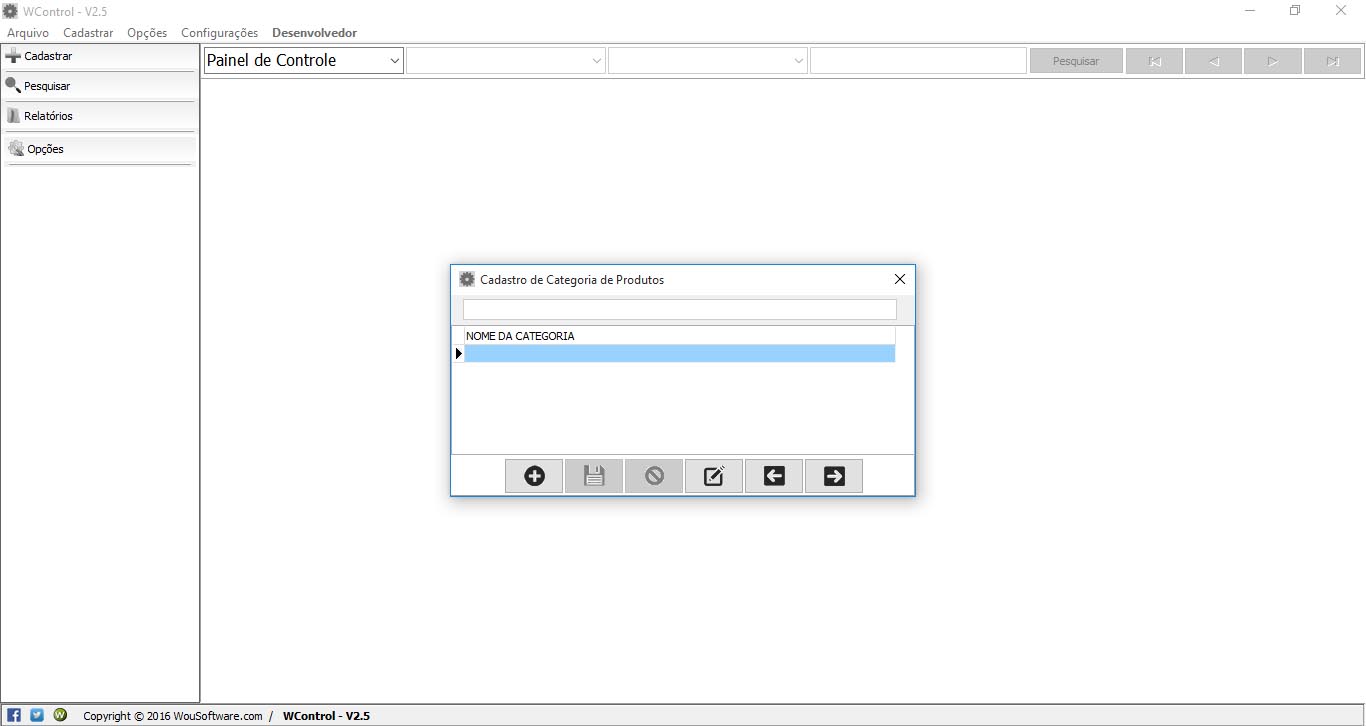 WControl - V2.5
Arquivo Cadastrar Opções Configurações Desenvolvedor
Cadastrar
Painel de Controle
Pesquisar
Pesquisar
Relatórios
Opções
Cadastro de Categoria de Produtos
NOME DA CATEGORIA
Copyright © 2016 WouSoftware.com / WControl - V2.5